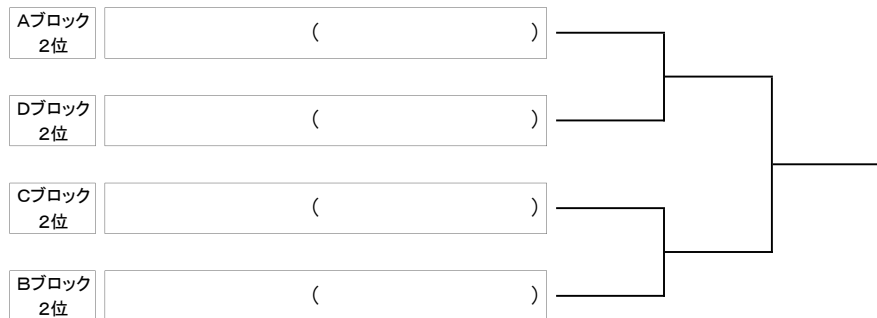 Aブロック
2位
(　　　　　)
Dブロック
2位
(　　　　　)
Cブロック
2位
(　　　　　)
Bブロック
2位
(　　　　　)